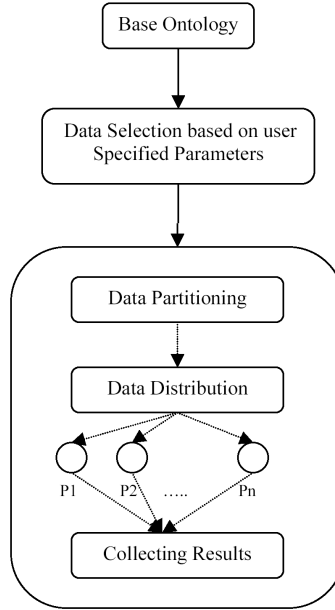 Base Ontology
Data Selection based on user
Specified Parameters
Data Partitioning
Data Distribution
P1 P2 ..... Pn
Collecting Results